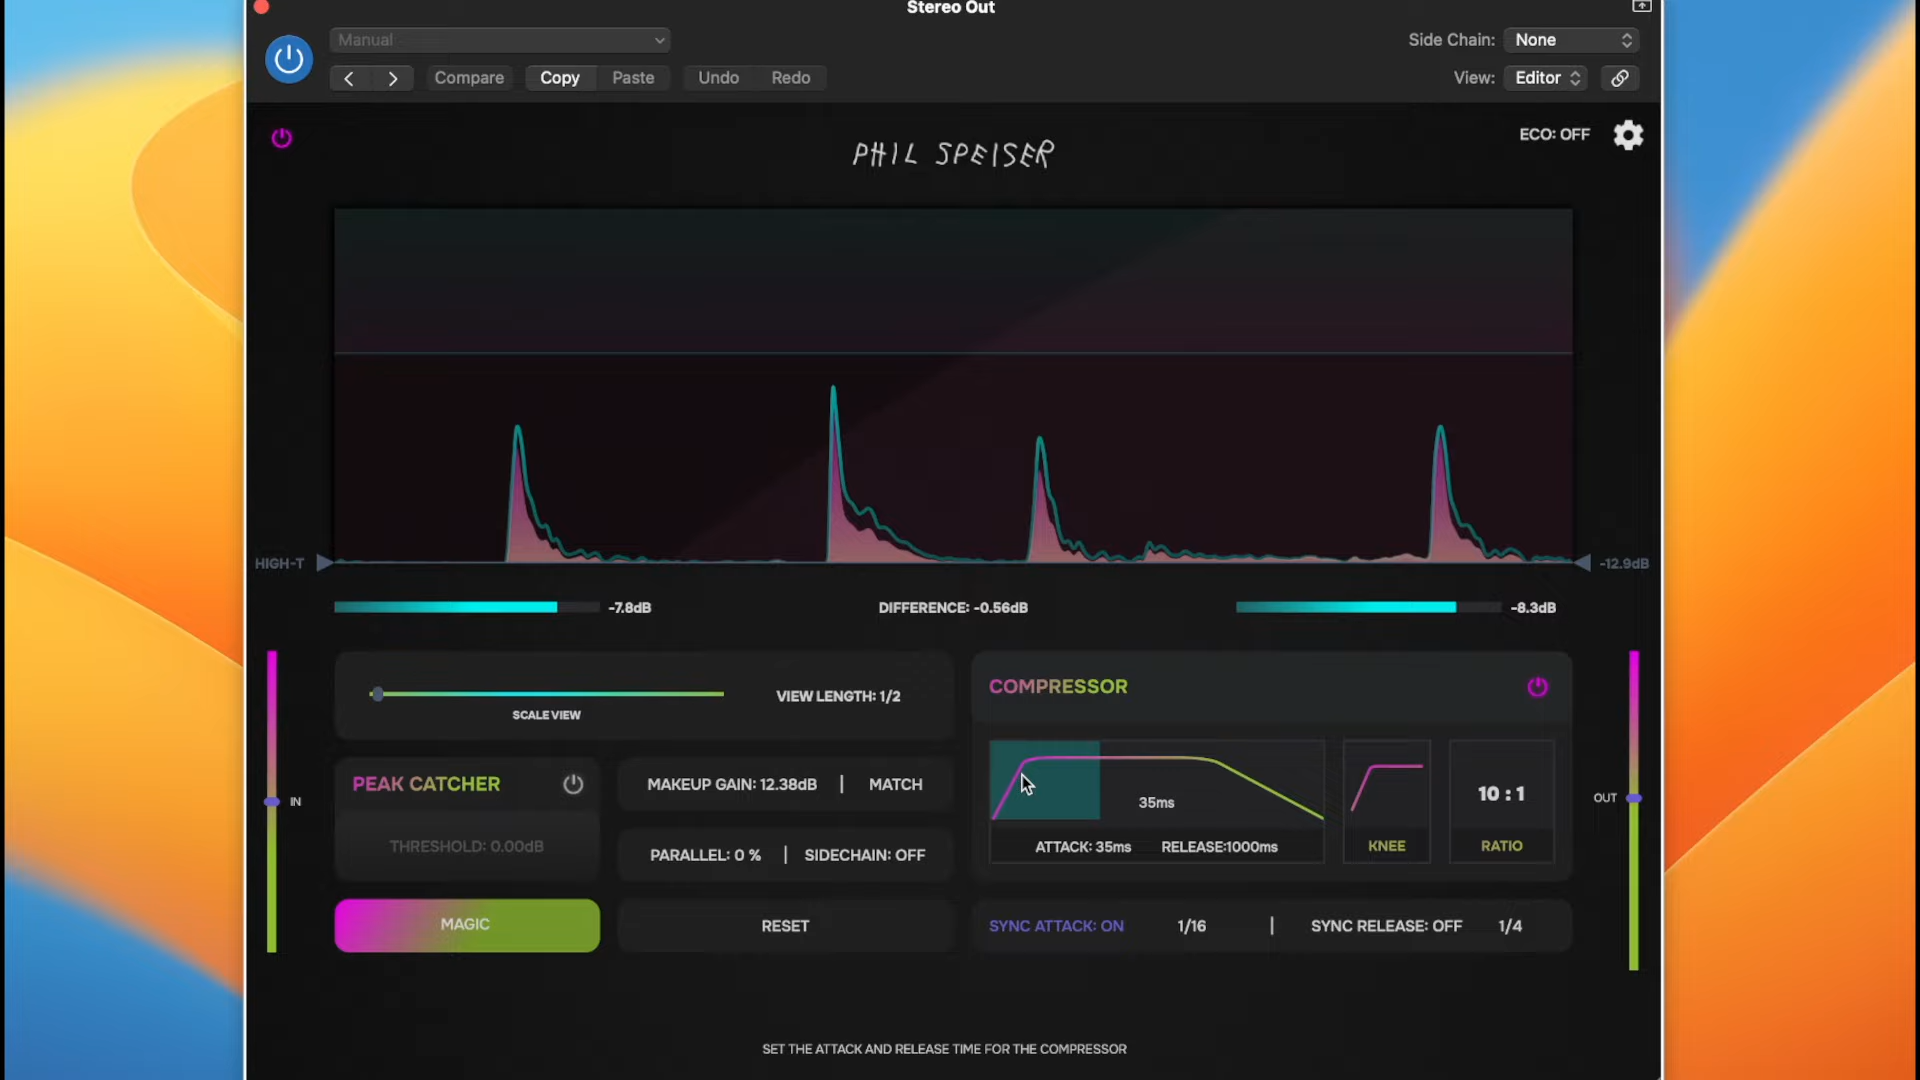 Stereo Out
Manual
Side Chain: None
Compare Copy Paste Undo Redo
View: Editor
ECO: OFF
PHIL SPEISER
HIGH-T
-12.9dB
-7.8dB
DIFFERENCE: -0.56dB
-8.3dB
SCALE VIEW
VIEW LENGTH: 1/2
COMPRESSOR
PEAK CATCHER
MAKEUP GAIN: 12.38dB | MATCH
IN
35ms
10 : 1
OUT
THRESHOLD: 0.00dB
PARALLEL: 0 % | SIDECHAIN: OFF
ATTACK: 35ms RELEASE:1000ms
KNEE
RATIO
MAGIC
RESET
SYNC ATTACK: ON 1/16 | SYNC RELEASE: OFF 1/4
SET THE ATTACK AND RELEASE TIME FOR THE COMPRESSOR